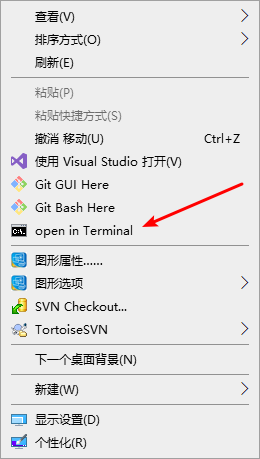 查看(V)
排序方式(O)
刷新(E)
粘贴(P)
粘贴快捷方式(S)
撤消 移动(U) Ctrl+Z
使用 Visual Studio 打开(V)
Git GUI Here
Git Bash Here
open in Terminal
图形属性......
图形选项
SVN Checkout...
TortoiseSVN
下一个桌面背景(N)
新建(W)
显示设置(D)
个性化(R)